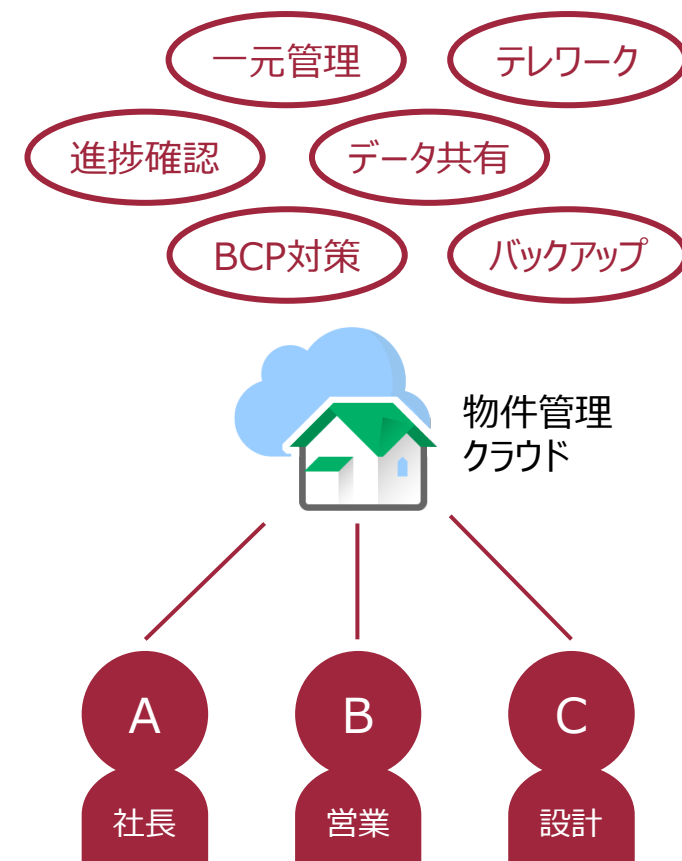 一元管理
テレワーク
進捗確認
データ共有
BCP対策
バックアップ
物件管理
クラウド
A
B
C
社長
営業
設計